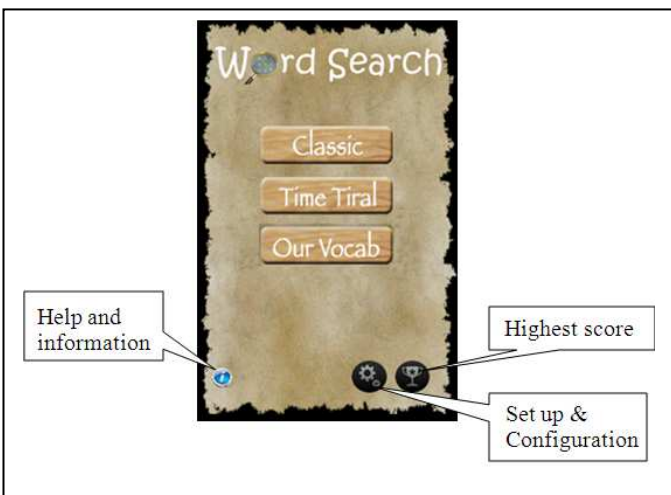 Word Search
Classic
Time Tiral
Our Vocab
Help and
information
Highest score
Set up &
Configuration